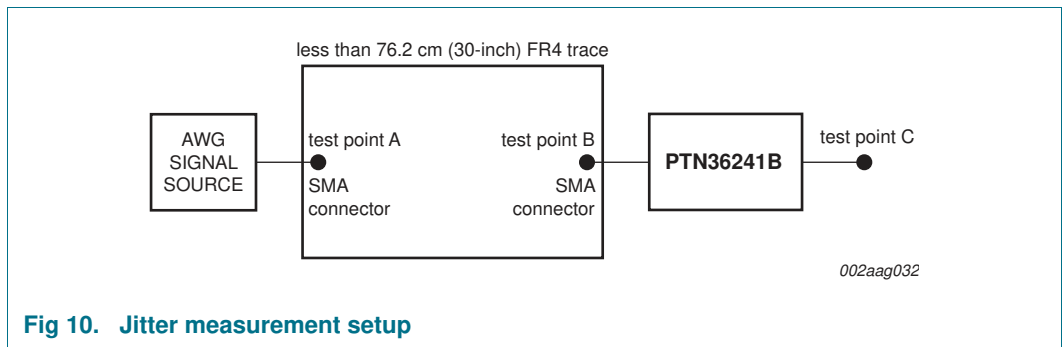 less than 76.2 cm (30-inch) FR4 trace
AWG
SIGNAL
SOURCE
test point A
SMA
connector
test point B
SMA
connector
PTN36241B
test point C
002aag032
Fig 10. Jitter measurement setup